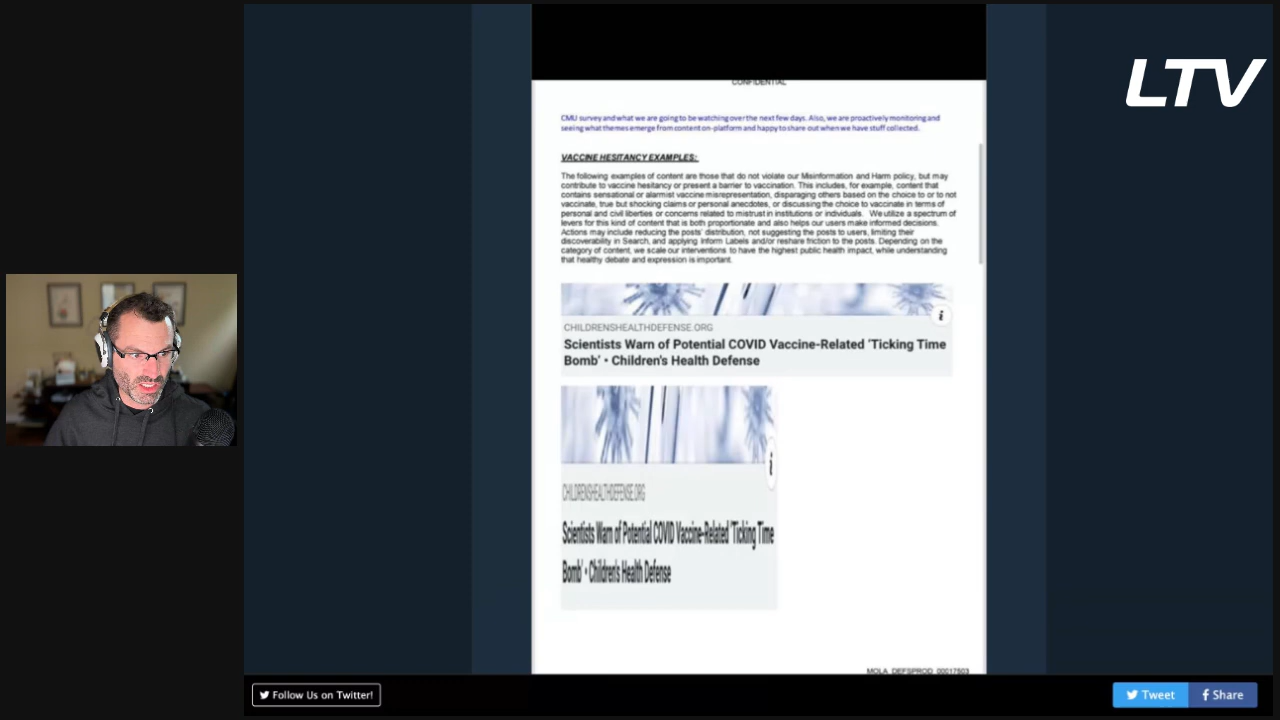 LTV
CONFIDENTIAL
CMU survey and what we are going to be watching over the next few days. Also, we are proactively monitoring and
seeing what themes emerge from content on-platform and happy to share out when we have stuff collected.
VACCINE HESITANCY EXAMPLES:
The following examples of content are those that do not violate our Misinformation and Harm policy, but may
contribute to vaccine hesitancy or present a barrier to vaccination. This includes, for example, content that
contains sensational or alarmist vaccine misrepresentation, disparaging others based on the choice to or to not
vaccinate, true but shocking claims or personal anecdotes, or discussing the choice to vaccinate in terms of
personal and civil liberties or concerns related to mistrust in institutions or individuals. We utilize a spectrum of
levers for this kind of content that is both proportionate and also helps our users make informed decisions.
Actions may include reducing the posts' distribution, not suggesting the posts to users, limiting their
discoverability in Search, and applying Inform Labels and/or reshare friction to the posts. Depending on the
category of content, we scale our interventions to have the highest public health impact, while understanding
that healthy debate and expression is important.
i
CHILDRENSHEALTHDEFENSE.ORG
Scientists Warn of Potential COVID Vaccine-Related 'Ticking Time
Bomb' • Children's Health Defense
i
CHILDRENSHEALTHDEFENSE.ORG
Scientists Warn of Potential COVID Vaccine-Related 'Ticking Time
Bomb' • Children's Health Defense
MOLA_DEFSPROD_00017503
Follow Us on Twitter!
Tweet
Share